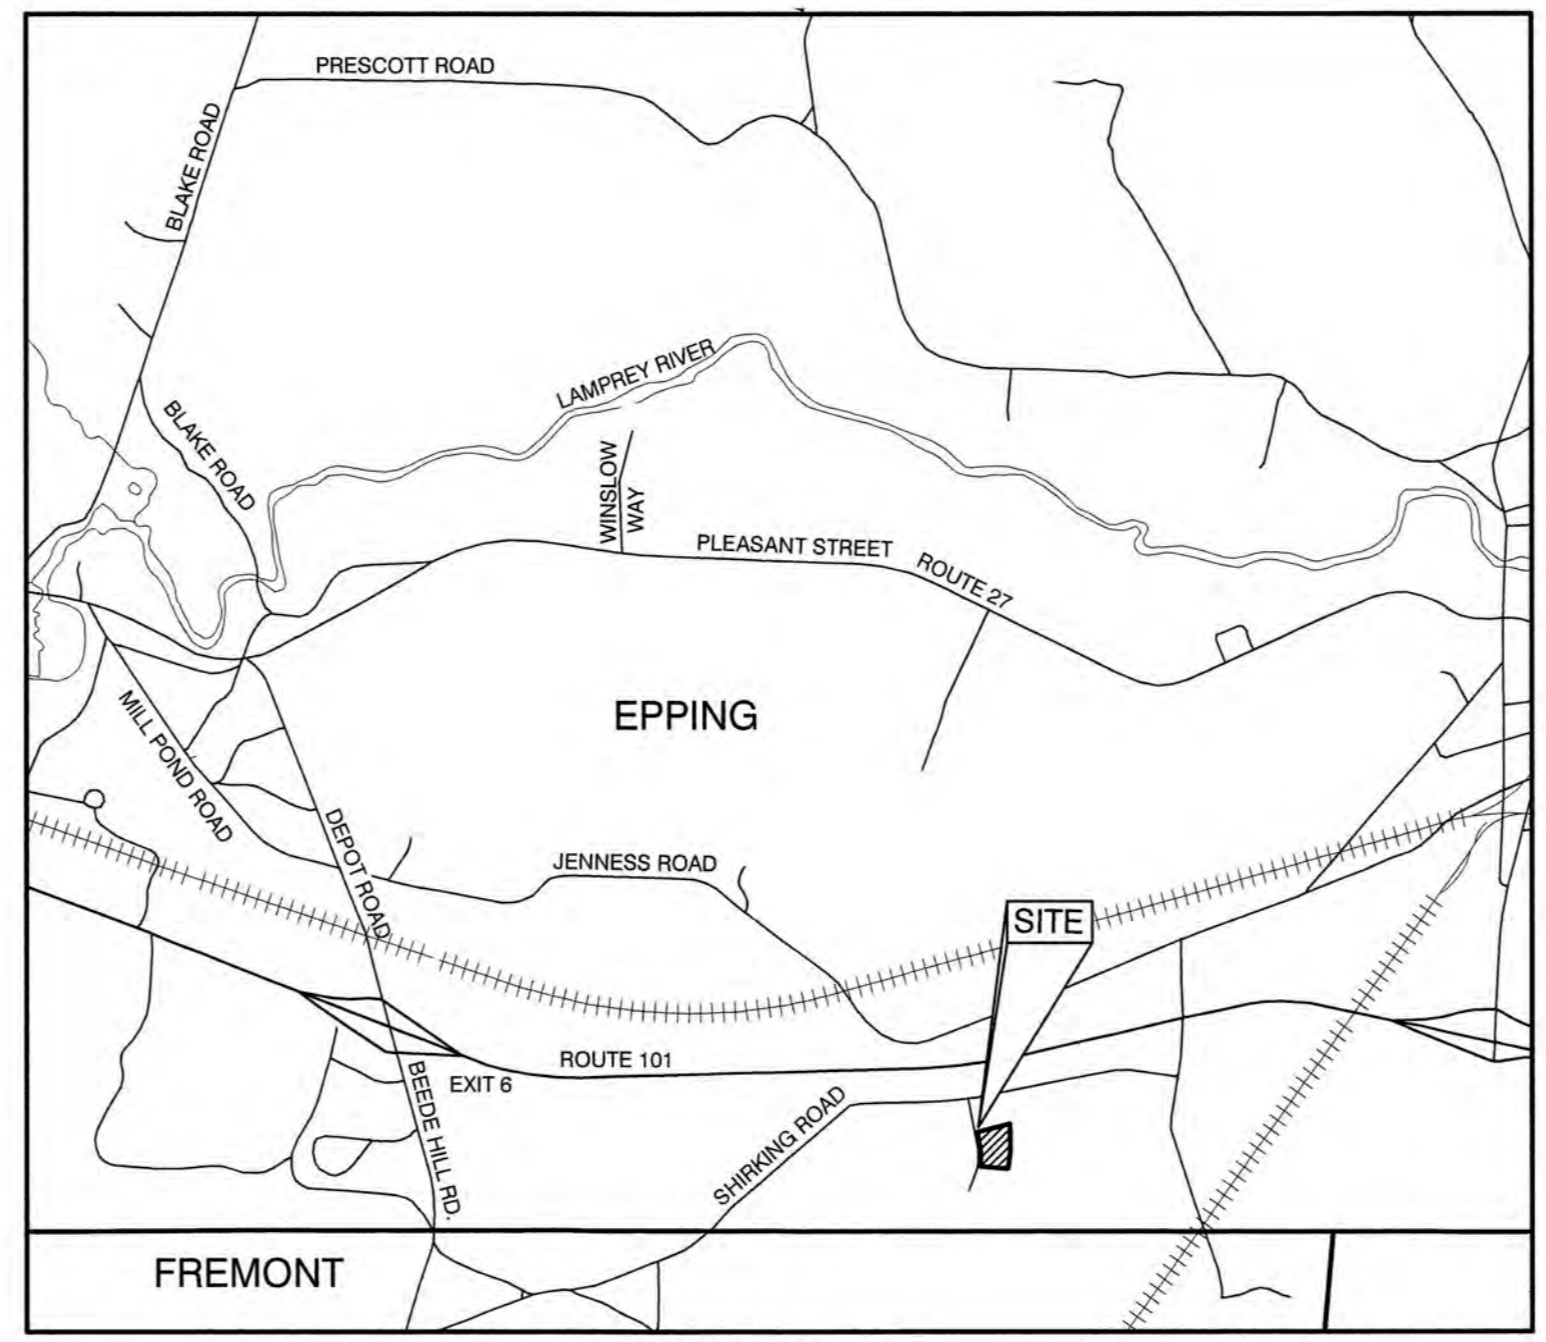 PRESCOTT ROAD
BLAKE ROAD
LAMPREY RIVER
BLAKE ROAD
WINSLOW
WAY
PLEASANT STREET
ROUTE 27
EPPING
MILL POND ROAD
DEPOT ROAD
JENNESS ROAD
SITE
ROUTE 101
EXIT 6
BEEDE HILL RD.
SHIRKING ROAD
FREMONT